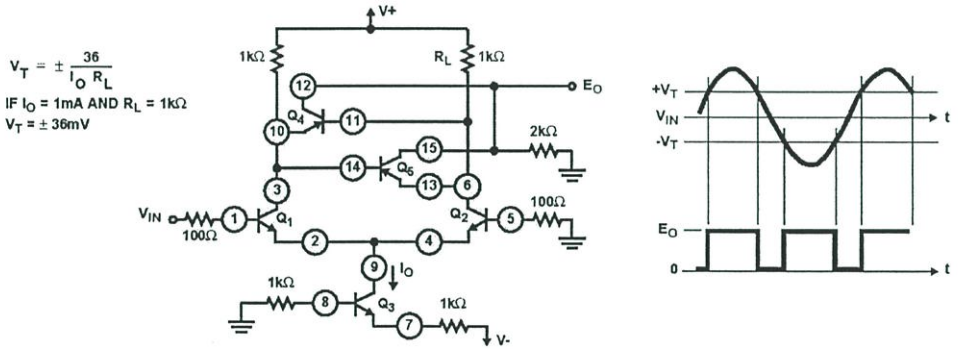 V_T = ± 36 / I_O R_L
IF I_O = 1mA AND R_L = 1kΩ
V_T = ± 36mV
V+
1kΩ
R_L 1kΩ
12
E_O
Q4
11
10
2kΩ
15
14
Q5
13
6
3
V_IN
1
Q1
100Ω
Q2
5
100Ω
2
4
9
I_O
1kΩ
8
Q3
1kΩ
7
V-
+V_T
V_IN
t
-V_T
E_O
0
t